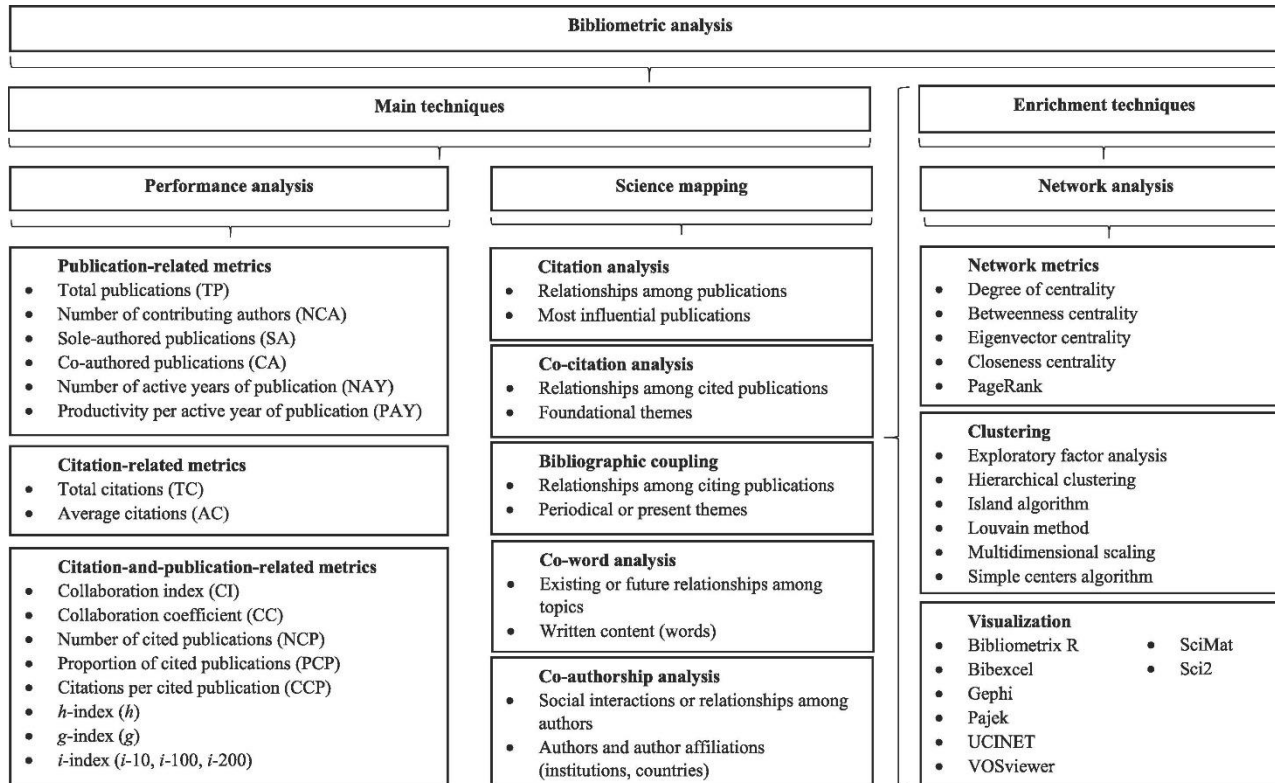 Bibliometric analysis
Main techniques
Enrichment techniques
Performance analysis
Science mapping
Network analysis
Publication-related metrics
• Total publications (TP)
• Number of contributing authors (NCA)
• Sole-authored publications (SA)
• Co-authored publications (CA)
• Number of active years of publication (NAY)
• Productivity per active year of publication (PAY)
Citation-related metrics
• Total citations (TC)
• Average citations (AC)
Citation-and-publication-related metrics
• Collaboration index (CI)
• Collaboration coefficient (CC)
• Number of cited publications (NCP)
• Proportion of cited publications (PCP)
• Citations per cited publication (CCP)
• h-index (h)
• g-index (g)
• i-index (i-10, i-100, i-200)
Citation analysis
• Relationships among publications
• Most influential publications
Co-citation analysis
• Relationships among cited publications
• Foundational themes
Bibliographic coupling
• Relationships among citing publications
• Periodical or present themes
Co-word analysis
• Existing or future relationships among
topics
• Written content (words)
Co-authorship analysis
• Social interactions or relationships among
authors
• Authors and author affiliations
(institutions, countries)
Network metrics
• Degree of centrality
• Betweenness centrality
• Eigenvector centrality
• Closeness centrality
• PageRank
Clustering
• Exploratory factor analysis
• Hierarchical clustering
• Island algorithm
• Louvain method
• Multidimensional scaling
• Simple centers algorithm
Visualization
• Bibliometrix R
• Bibexcel
• Gephi
• Pajek
• UCINET
• VOSviewer
• SciMat
• Sci2